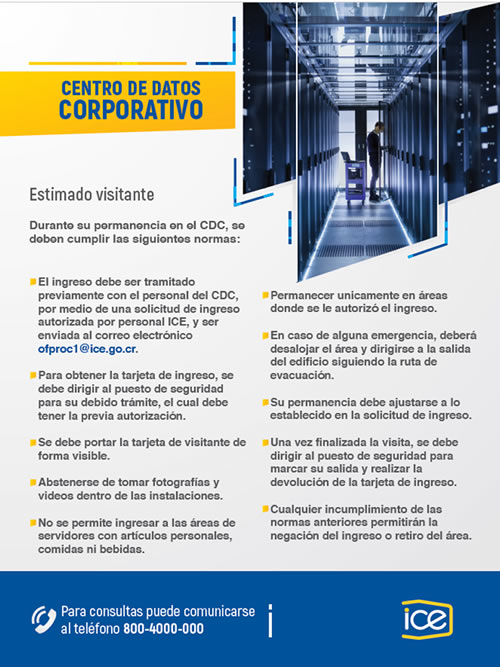 CENTRO DE DATOS
CORPORATIVO
Estimado visitante
Durante su permanencia en el CDC, se
deben cumplir las siguientes normas:
El ingreso debe ser tramitado
previamente con el personal del CDC,
por medio de una solicitud de ingreso
autorizada por personal ICE, y ser
enviada al correo electrónico
ofproc1@ice.go.cr.
Para obtener la tarjeta de ingreso, se
debe dirigir al puesto de seguridad
para su debido trámite, el cual debe
tener la previa autorización.
Se debe portar la tarjeta de visitante de
forma visible.
Abstenerse de tomar fotografías y
videos dentro de las instalaciones.
No se permite ingresar a las áreas de
servidores con artículos personales,
comidas ni bebidas.
Permanecer unicamente en áreas
donde se le autorizó el ingreso.
En caso de alguna emergencia, deberá
desalojar el área y dirigirse a la salida
del edificio siguiendo la ruta de
evacuación.
Su permanencia debe ajustarse a lo
establecido en la solicitud de ingreso.
Una vez finalizada la visita, se debe
dirigir al puesto de seguridad para
marcar su salida y realizar la
devolución de la tarjeta de ingreso.
Cualquier incumplimiento de las
normas anteriores permitirán la
negación del ingreso o retiro del área.
Para consultas puede comunicarse
al teléfono 800-4000-000
ice